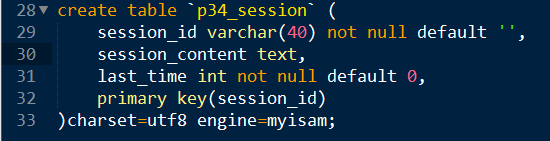 28 create table `p34_session` (
29     session_id varchar(40) not null default '',
30     session_content text,
31     last_time int not null default 0,
32     primary key(session_id)
33 )charset=utf8 engine=myisam;